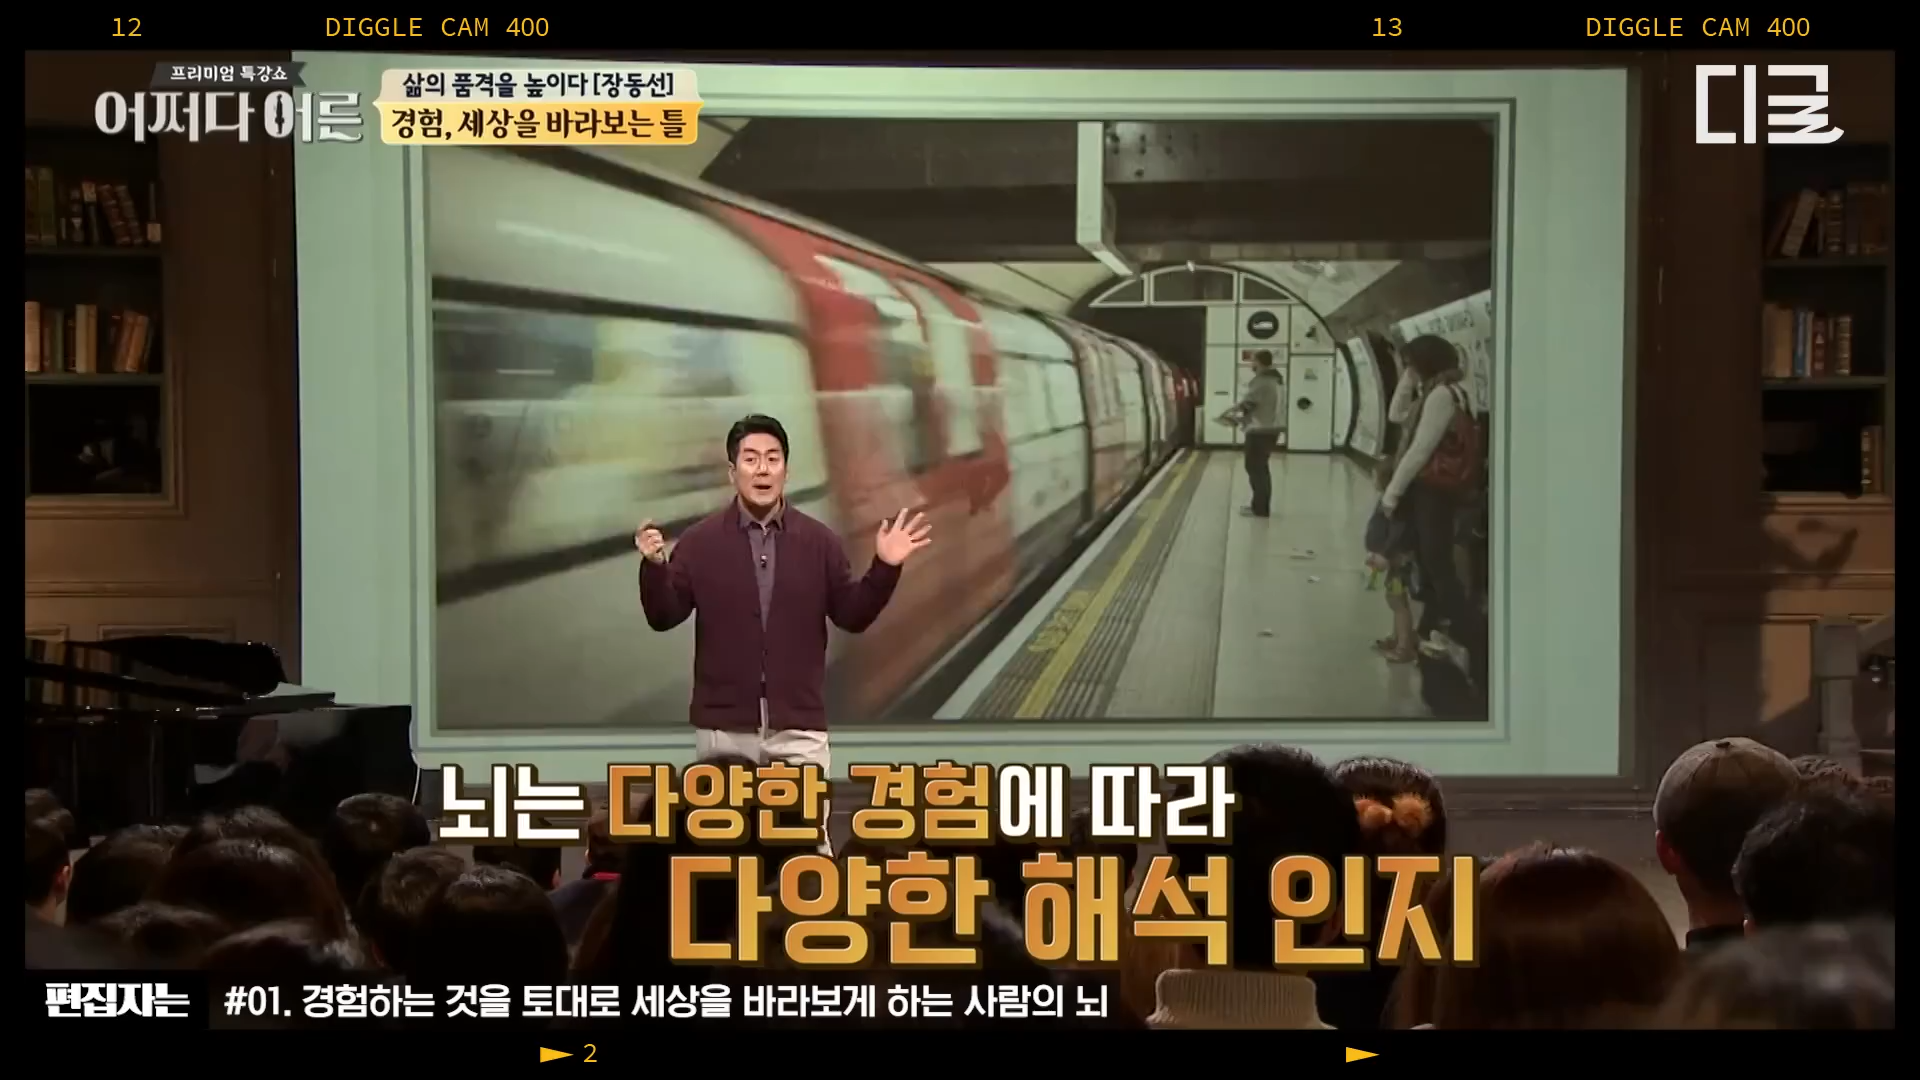 12 DIGGLE CAM 400 13 DIGGLE CAM 400
프리미엄 특강쇼
어쩌다 어른
삶의 품격을 높이다 [장동선]
경험, 세상을 바라보는 틀
디글
뇌는 다양한 경험에 따라
다양한 해석 인지
편집자는 #01. 경험하는 것을 토대로 세상을 바라보게 하는 사람의 뇌
2